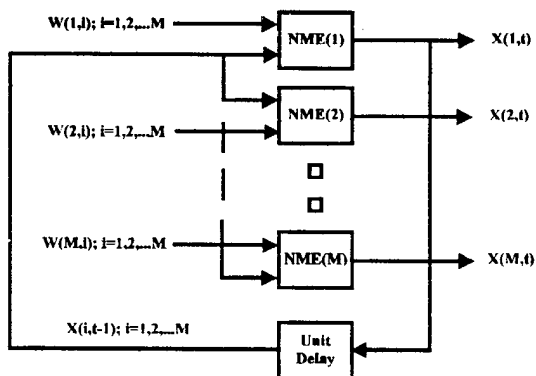 W(1,i); i=1,2,...M
NME(1)
X(1,t)
NME(2)
X(2,t)
W(2,i); i=1,2,...M
W(M,i); i=1,2,...M
NME(M)
X(M,t)
X(i,t-1); i=1,2,...M
Unit
Delay